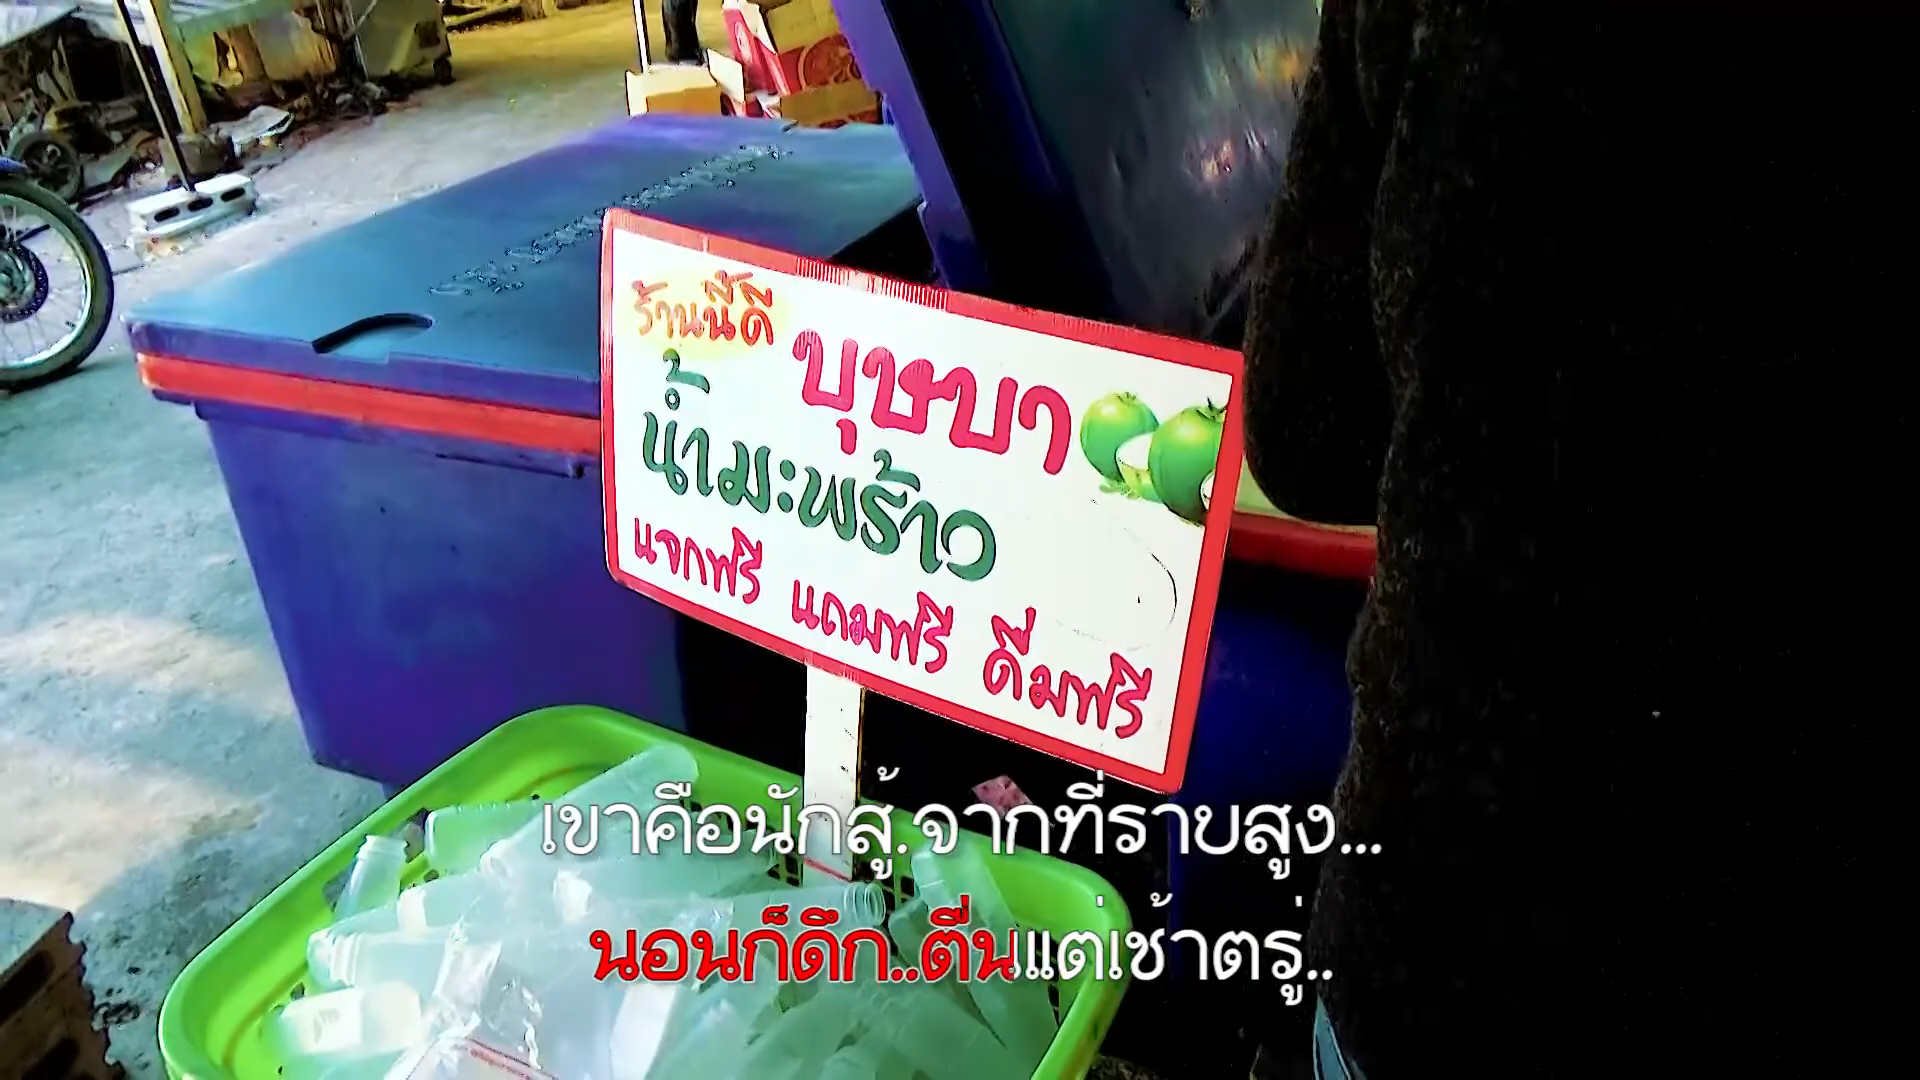 ร้านนี้ดี
บุษบา
น้ำมะพร้าว
แจกฟรี แถมฟรี ดื่มฟรี
เขาคือนักสู้.จากที่ราบสูง...
นอนก็ดึก..ตื่นแต่เช้าตรู่..